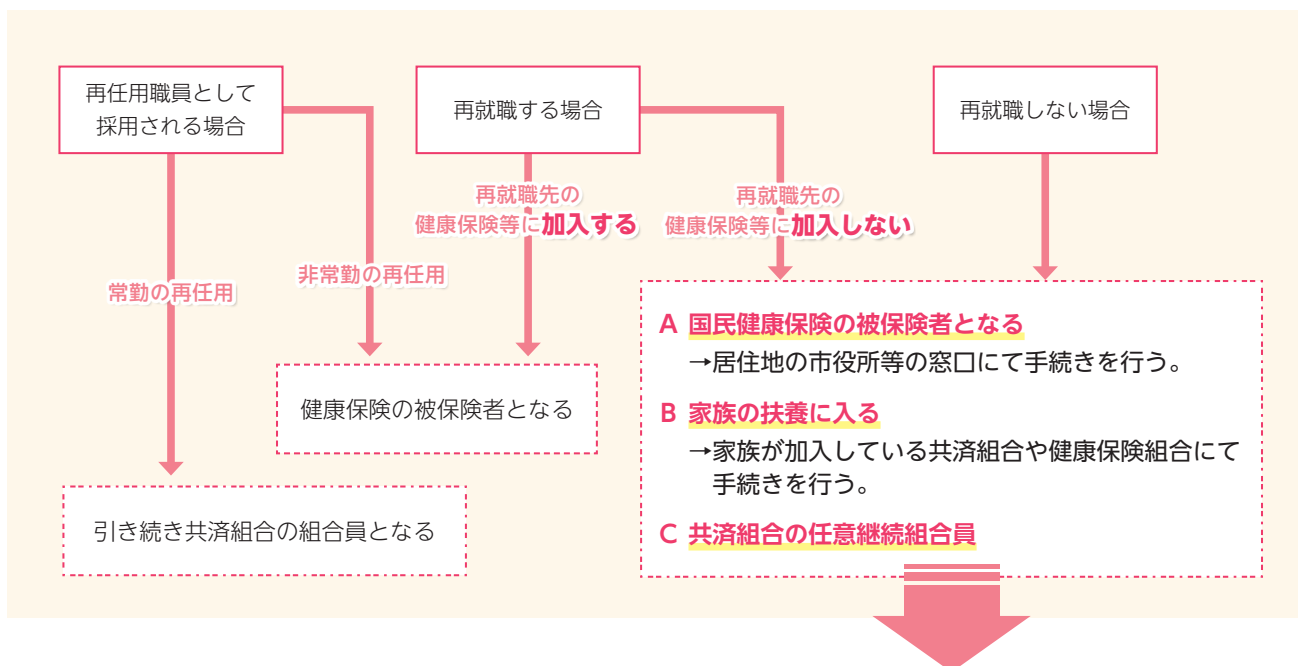 再任用職員として
採用される場合
再就職する場合
再就職しない場合
再就職先の
健康保険等に加入する
再就職先の
健康保険等に加入しない
常勤の再任用
非常勤の再任用
健康保険の被保険者となる
引き続き共済組合の組合員となる
A 国民健康保険の被保険者となる
→居住地の市役所等の窓口にて手続きを行う。
B 家族の扶養に入る
→家族が加入している共済組合や健康保険組合にて
手続きを行う。
C 共済組合の任意継続組合員